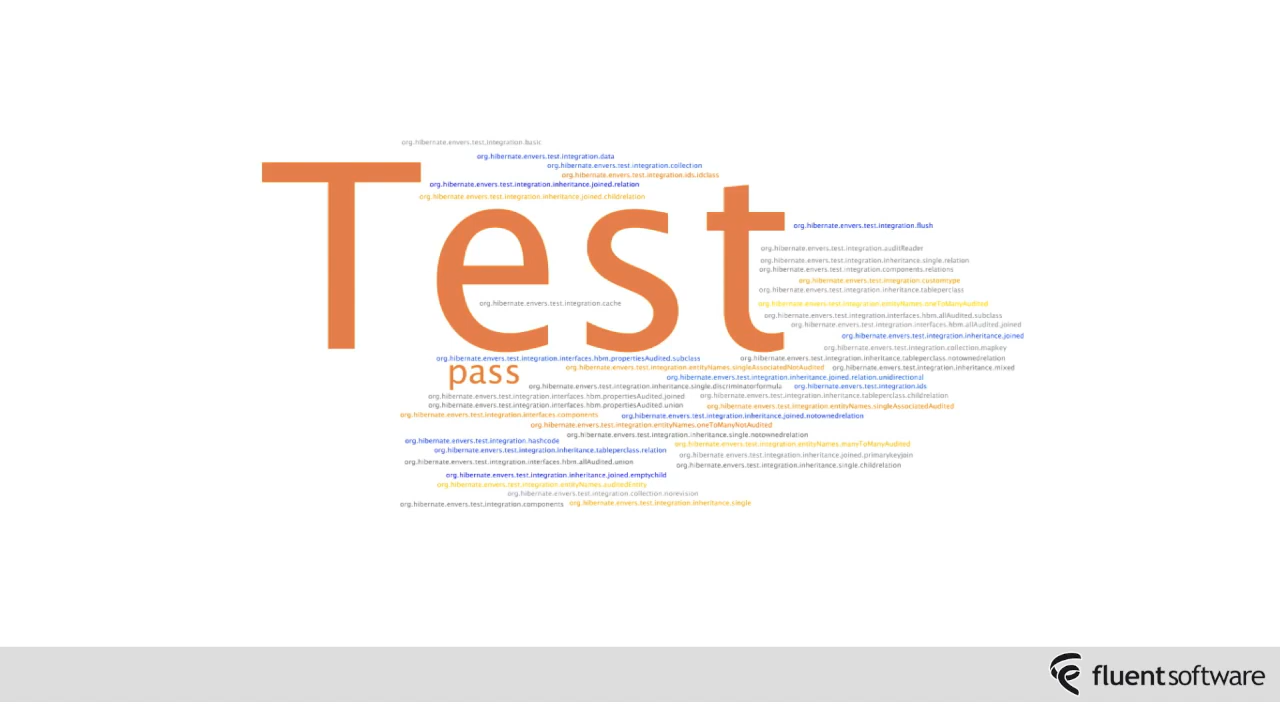 org.hibernate.envers.test.integration.basic
org.hibernate.envers.test.integration.data
org.hibernate.envers.test.integration.collection
org.hibernate.envers.test.integration.ids.idclass
org.hibernate.envers.test.integration.inheritance.joined.relation
org.hibernate.envers.test.integration.inheritance.joined.childrelation
Test
org.hibernate.envers.test.integration.flush
org.hibernate.envers.test.integration.auditReader
org.hibernate.envers.test.integration.inheritance.single.relation
org.hibernate.envers.test.integration.components.relations
org.hibernate.envers.test.integration.customtype
org.hibernate.envers.test.integration.inheritance.tableperclass
org.hibernate.envers.test.integration.cache
org.hibernate.envers.test.integration.entityNames.oneToManyAudited
org.hibernate.envers.test.integration.interfaces.hbm.allAudited.subclass
org.hibernate.envers.test.integration.interfaces.hbm.allAudited.joined
org.hibernate.envers.test.integration.inheritance.joined
org.hibernate.envers.test.integration.collection.mapkey
org.hibernate.envers.test.integration.interfaces.hbm.propertiesAudited.subclass
org.hibernate.envers.test.integration.inheritance.tableperclass.notownedrelation
pass
org.hibernate.envers.test.integration.entityNames.singleAssociatedNotAudited
org.hibernate.envers.test.integration.inheritance.mixed
org.hibernate.envers.test.integration.inheritance.joined.relation.unidirectional
org.hibernate.envers.test.integration.inheritance.single.discriminatorformula
org.hibernate.envers.test.integration.ids
org.hibernate.envers.test.integration.interfaces.hbm.propertiesAudited.joined
org.hibernate.envers.test.integration.inheritance.tableperclass.childrelation
org.hibernate.envers.test.integration.interfaces.hbm.propertiesAudited.union
org.hibernate.envers.test.integration.entityNames.singleAssociatedAudited
org.hibernate.envers.test.integration.interfaces.components
org.hibernate.envers.test.integration.inheritance.joined.notownedrelation
org.hibernate.envers.test.integration.entityNames.oneToManyNotAudited
org.hibernate.envers.test.integration.inheritance.single.notownedrelation
org.hibernate.envers.test.integration.hashcode
org.hibernate.envers.test.integration.entityNames.manyToManyAudited
org.hibernate.envers.test.integration.inheritance.tableperclass.relation
org.hibernate.envers.test.integration.inheritance.joined.primarykeyjoin
org.hibernate.envers.test.integration.interfaces.hbm.allAudited.union
org.hibernate.envers.test.integration.inheritance.single.childrelation
org.hibernate.envers.test.integration.inheritance.joined.emptychild
org.hibernate.envers.test.integration.entityNames.auditedEntity
org.hibernate.envers.test.integration.collection.norevision
org.hibernate.envers.test.integration.components
org.hibernate.envers.test.integration.inheritance.single
fluentsoftware